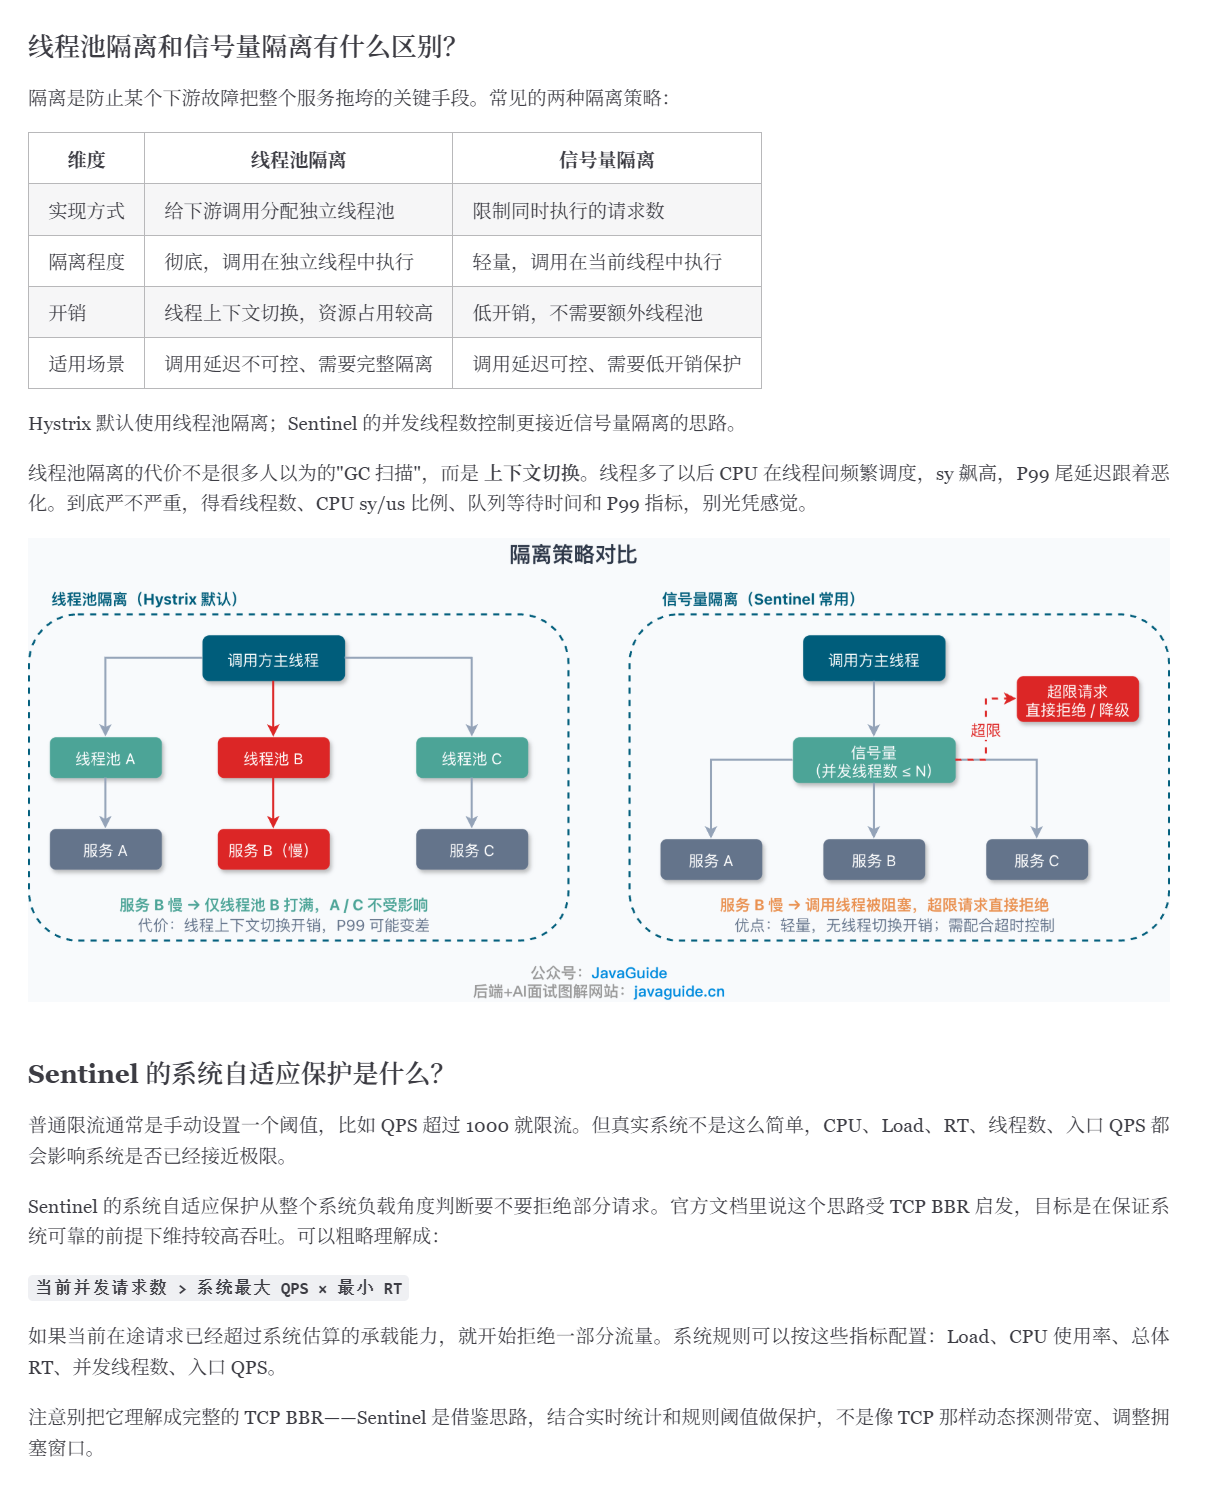 线程池隔离和信号量隔离有什么区别？
隔离是防止某个下游故障把整个服务拖垮的关键手段。常见的两种隔离策略：
维度 线程池隔离 信号量隔离
实现方式 给下游调用分配独立线程池 限制同时执行的请求数
隔离程度 彻底，调用在独立线程中执行 轻量，调用在当前线程中执行
开销 线程上下文切换，资源占用较高 低开销，不需要额外线程池
适用场景 调用延迟不可控、需要完整隔离 调用延迟可控、需要低开销保护
Hystrix 默认使用线程池隔离；Sentinel 的并发线程数控制更接近信号量隔离的思路。
线程池隔离的代价不是很多人以为的"GC 扫描"，而是 上下文切换。线程多了以后 CPU 在线程间频繁调度，sy 飙高，P99 尾延迟跟着恶
化。到底严不严重，得看线程数、CPU sy/us 比例、队列等待时间和 P99 指标，别光凭感觉。
隔离策略对比
线程池隔离（Hystrix 默认）
调用方主线程
线程池 A
线程池 B
线程池 C
服务 A
服务 B（慢）
服务 C
服务 B 慢 → 仅线程池 B 打满，A / C 不受影响
代价：线程上下文切换开销，P99 可能变差
信号量隔离（Sentinel 常用）
调用方主线程
超限请求
直接拒绝 / 降级
超限
信号量
（并发线程数 ≤ N）
服务 A
服务 B
服务 C
服务 B 慢 → 调用线程被阻塞，超限请求直接拒绝
优点：轻量，无线程切换开销；需配合超时控制
公众号：JavaGuide
后端+AI面试图解网站：javaguide.cn
Sentinel 的系统自适应保护是什么？
普通限流通常是手动设置一个阈值，比如 QPS 超过 1000 就限流。但真实系统不是这么简单，CPU、Load、RT、线程数、入口 QPS 都
会影响系统是否已经接近极限。
Sentinel 的系统自适应保护从整个系统负载角度判断要不要拒绝部分请求。官方文档里说这个思路受 TCP BBR 启发，目标是在保证系
统可靠的前提下维持较高吞吐。可以粗略理解成：
当前并发请求数 > 系统最大 QPS × 最小 RT
如果当前在途请求已经超过系统估算的承载能力，就开始拒绝一部分流量。系统规则可以按这些指标配置：Load、CPU 使用率、总体
RT、并发线程数、入口 QPS。
注意别把它理解成完整的 TCP BBR——Sentinel 是借鉴思路，结合实时统计和规则阈值做保护，不是像 TCP 那样动态探测带宽、调整拥
塞窗口。